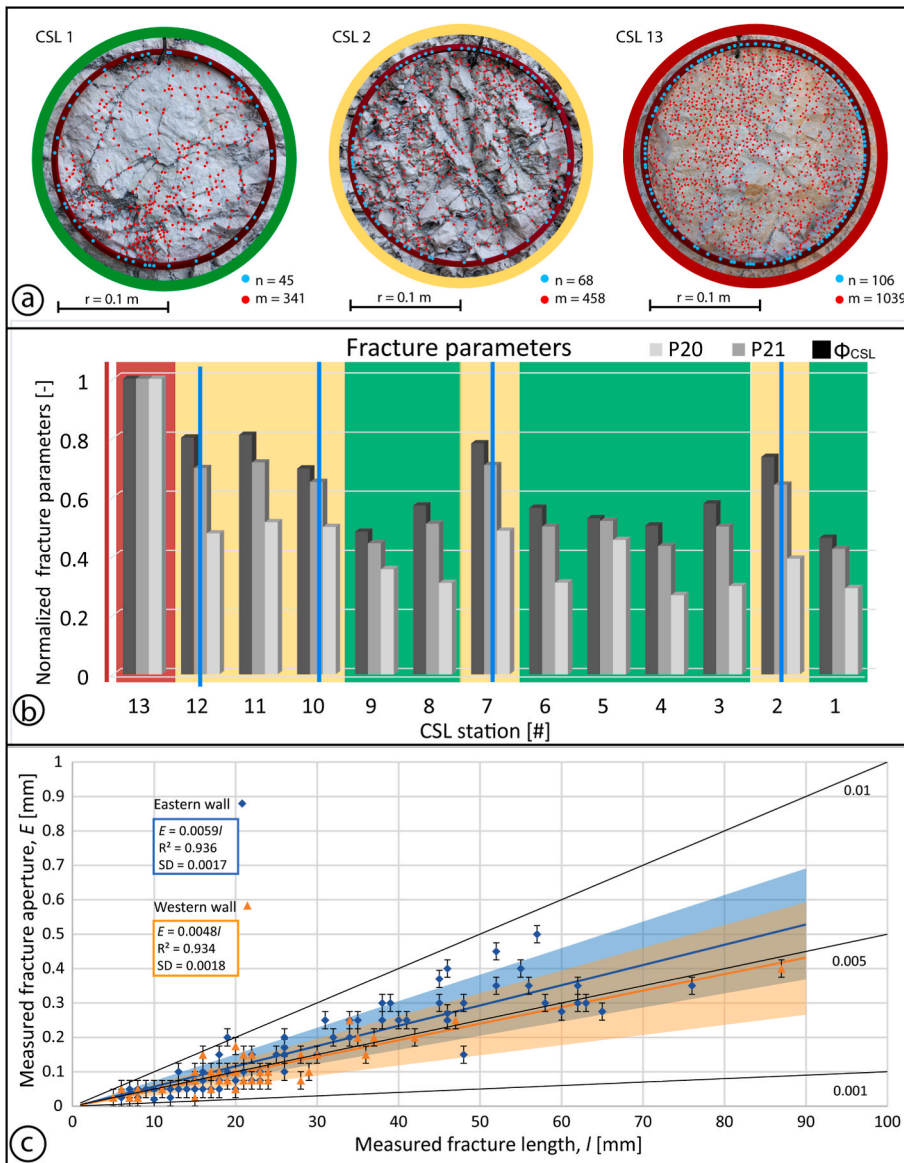 CSL 1
CSL 2
CSL 13
n = 45
m = 341
r = 0.1 m
n = 68
m = 458
r = 0.1 m
n = 106
m = 1039
r = 0.1 m
a
Fracture parameters
P20
P21
ΦCSL
Normalized fracture parameters [-]
1
0.8
0.6
0.4
0.2
0
13 12 11 10 9 8 7 6 5 4 3 2 1
CSL station [#]
b
Measured fracture aperture, E [mm]
1
0.9
0.8
0.7
0.6
0.5
0.4
0.3
0.2
0.1
0
Eastern wall
E = 0.0059l
R² = 0.936
SD = 0.0017
Western wall
E = 0.0048l
R² = 0.934
SD = 0.0018
0.01
0.005
0.001
0 10 20 30 40 50 60 70 80 90 100
Measured fracture length, l [mm]
c